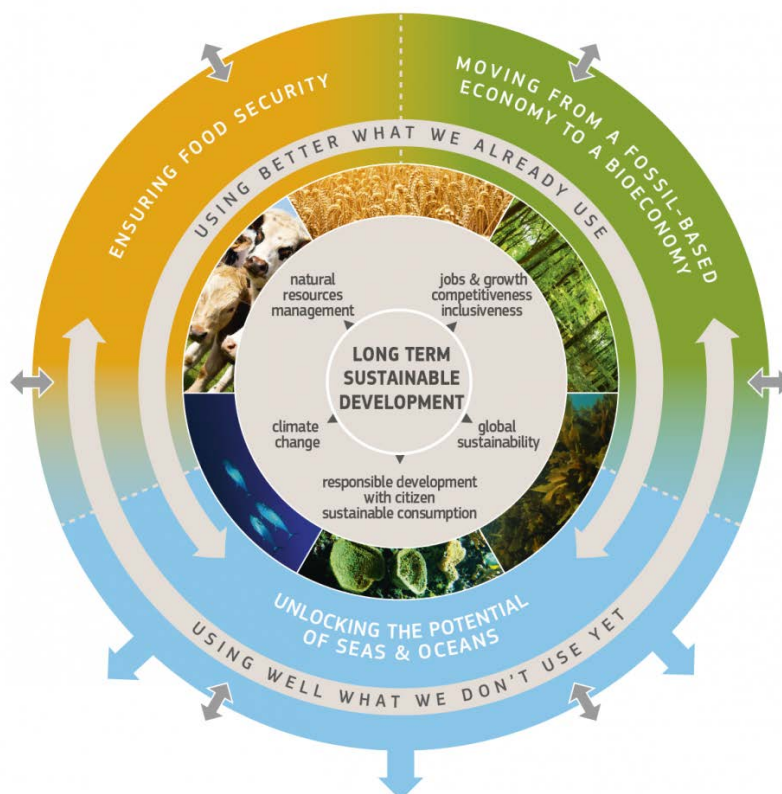 ENSURING FOOD SECURITY
MOVING FROM A FOSSIL-BASED
ECONOMY TO A BIOECONOMY
USING BETTER WHAT WE ALREADY USE
natural
resources
management
jobs & growth
competitiveness
inclusiveness
LONG TERM
SUSTAINABLE
DEVELOPMENT
climate
change
global
sustainability
responsible development
with citizen
sustainable consumption
UNLOCKING THE POTENTIAL
OF SEAS & OCEANS
USING WELL WHAT WE DON'T USE YET